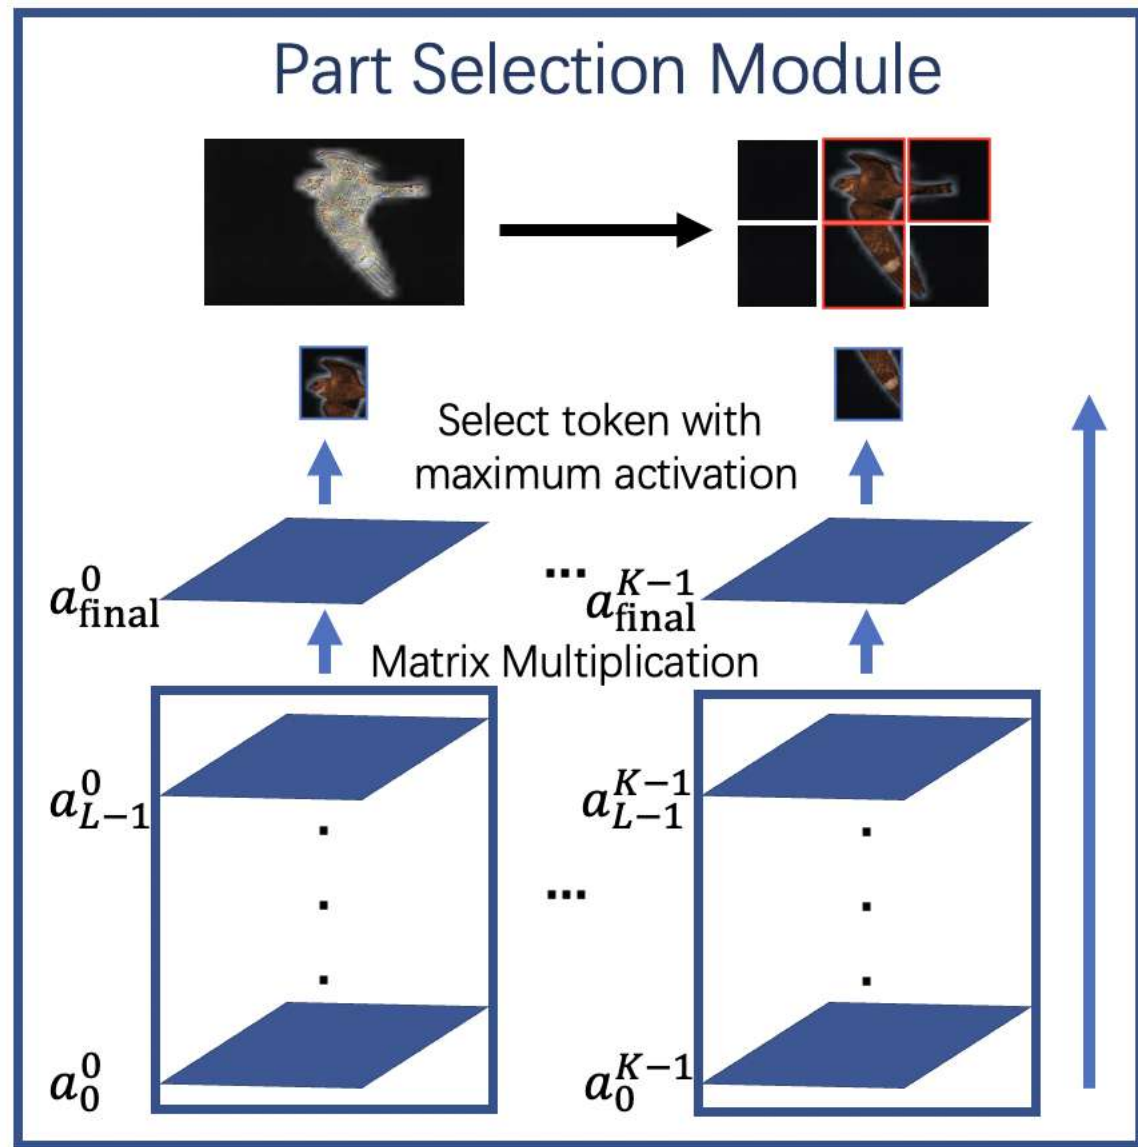 Part Selection Module
Select token with
maximum activation
a^0_final ... a^{K-1}_final
Matrix Multiplication
a^0_{L-1} a^{K-1}_{L-1}
...
a^0_0 a^{K-1}_0